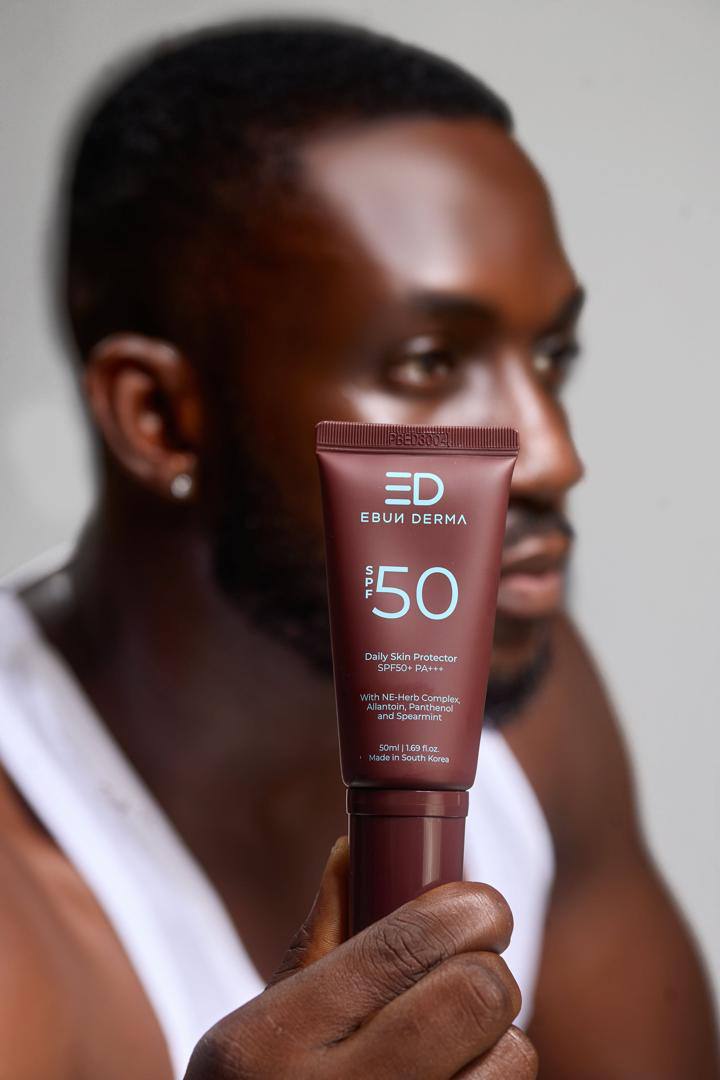 PBED3004
ED
EBUN DERMA
SPF 50
Daily Skin Protector
SPF50+ PA+++
With NE-Herb Complex,
Allantoin, Panthenol
and Spearmint
50ml | 1.69 fl.oz.
Made in South Korea